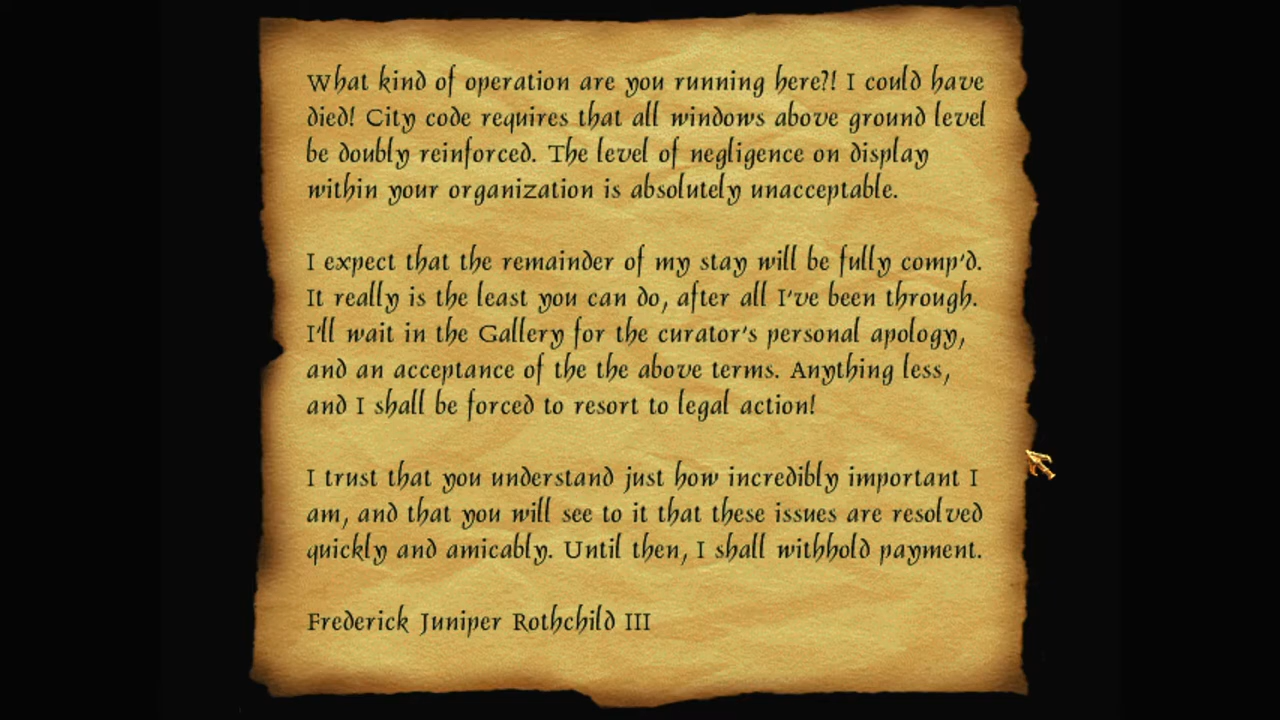 What kind of operation are you running here?! I could have
died! City code requires that all windows above ground level
be doubly reinforced. The level of negligence on display
within your organization is absolutely unacceptable.
I expect that the remainder of my stay will be fully comp'd.
It really is the least you can do, after all I've been through.
I'll wait in the Gallery for the curator's personal apology,
and an acceptance of the the above terms. Anything less,
and I shall be forced to resort to legal action!
I trust that you understand just how incredibly important I
am, and that you will see to it that these issues are resolved
quickly and amicably. Until then, I shall withhold payment.
Frederick Juniper Rothchild III